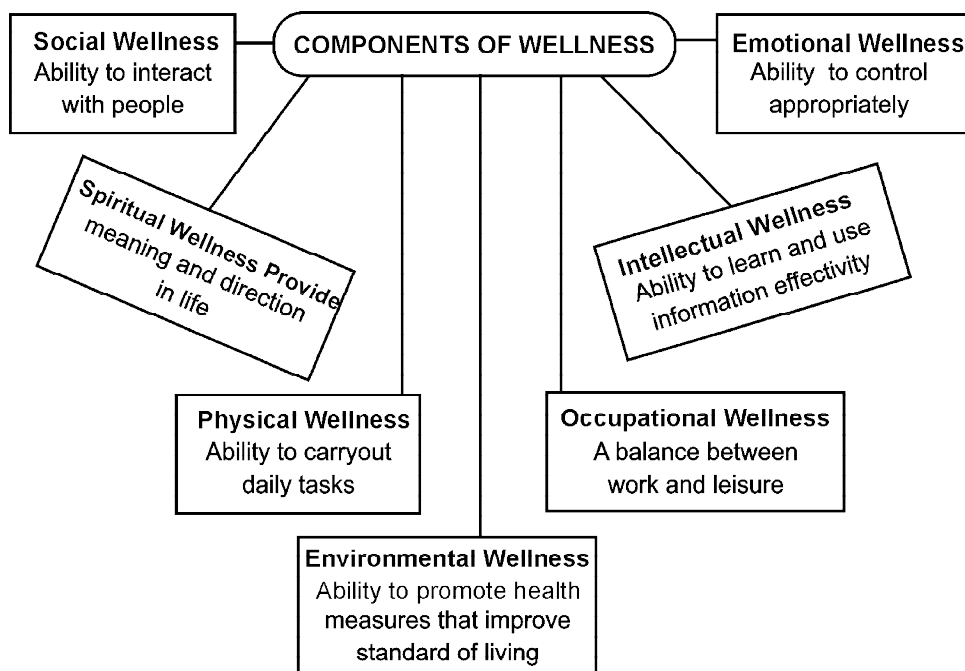 COMPONENTS OF WELLNESS
Social Wellness
Ability to interact
with people
Emotional Wellness
Ability to control
appropriately
Spiritual Wellness Provide
meaning and direction
in life
Intellectual Wellness
Ability to learn and use
information effectivity
Physical Wellness
Ability to carryout
daily tasks
Occupational Wellness
A balance between
work and leisure
Environmental Wellness
Ability to promote health
measures that improve
standard of living